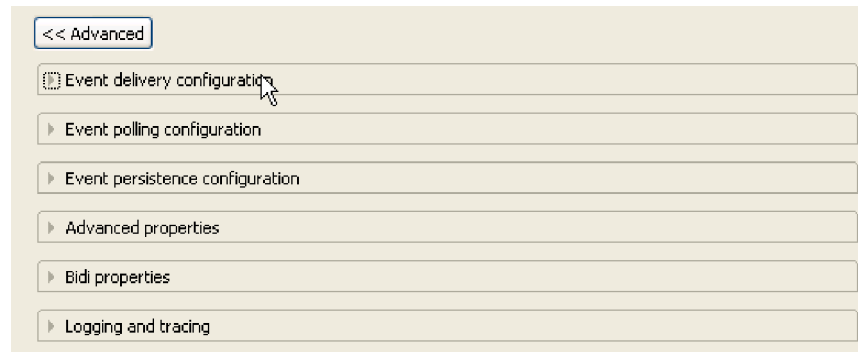 << Advanced
Event delivery configuration
Event polling configuration
Event persistence configuration
Advanced properties
Bidi properties
Logging and tracing